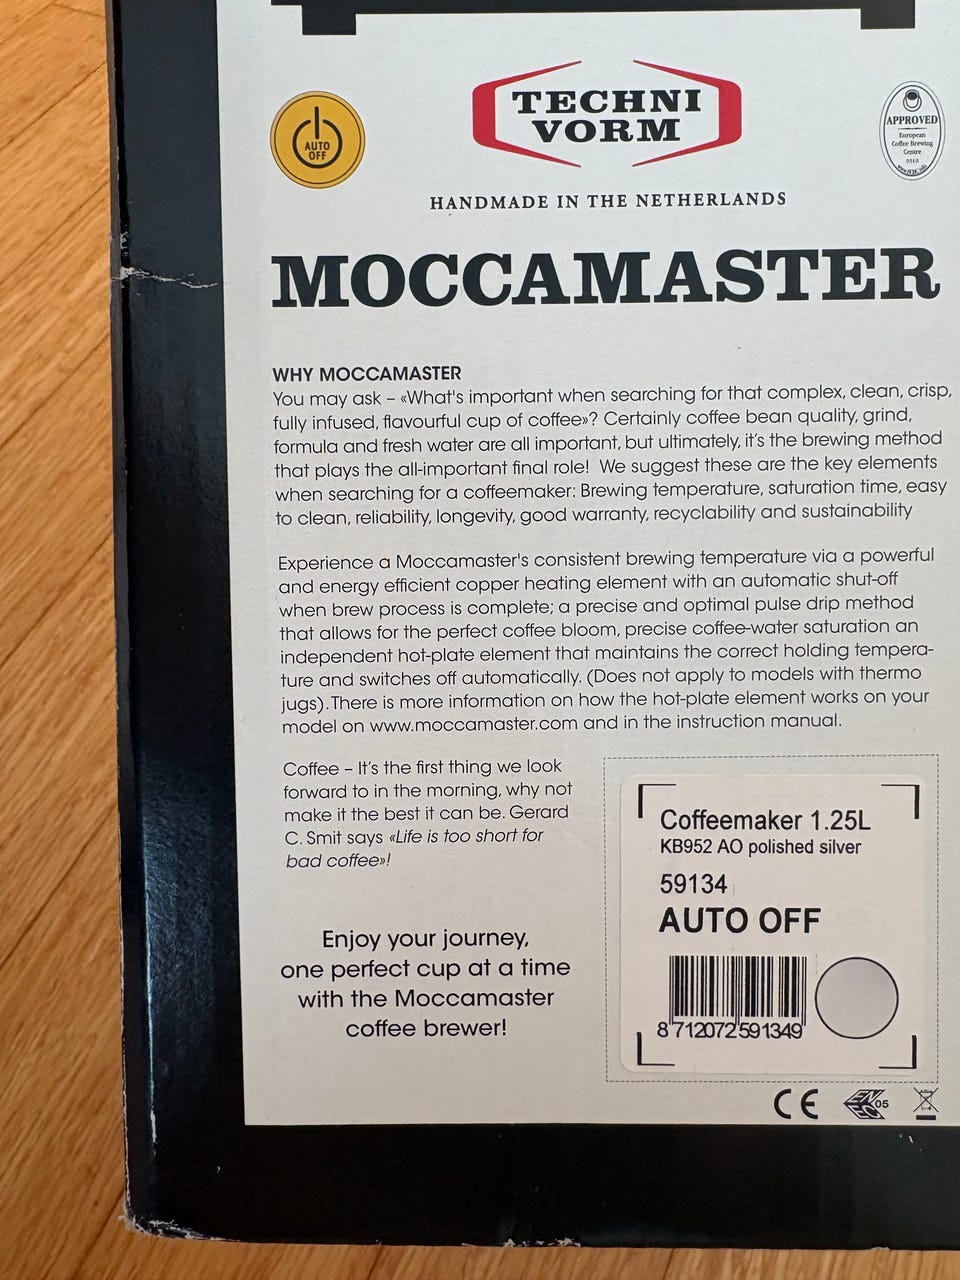 AUTO
OFF
TECHNI
VORM
APPROVED
European
Coffee Brewing
Centre
HANDMADE IN THE NETHERLANDS
MOCCAMASTER
WHY MOCCAMASTER
You may ask – «What's important when searching for that complex, clean, crisp,
fully infused, flavourful cup of coffee»? Certainly coffee bean quality, grind,
formula and fresh water are all important, but ultimately, it's the brewing method
that plays the all-important final role! We suggest these are the key elements
when searching for a coffeemaker: Brewing temperature, saturation time, easy
to clean, reliability, longevity, good warranty, recyclability and sustainability
Experience a Moccamaster's consistent brewing temperature via a powerful
and energy efficient copper heating element with an automatic shut-off
when brew process is complete; a precise and optimal pulse drip method
that allows for the perfect coffee bloom, precise coffee-water saturation an
independent hot-plate element that maintains the correct holding tempera-
ture and switches off automatically. (Does not apply to models with thermo
jugs). There is more information on how the hot-plate element works on your
model on www.moccamaster.com and in the instruction manual.
Coffee – It's the first thing we look
forward to in the morning, why not
make it the best it can be. Gerard
C. Smit says «Life is too short for
bad coffee»!
Enjoy your journey,
one perfect cup at a time
with the Moccamaster
coffee brewer!
Coffeemaker 1.25L
KB952 AO polished silver
59134
AUTO OFF
8 712072 591349
CE
05